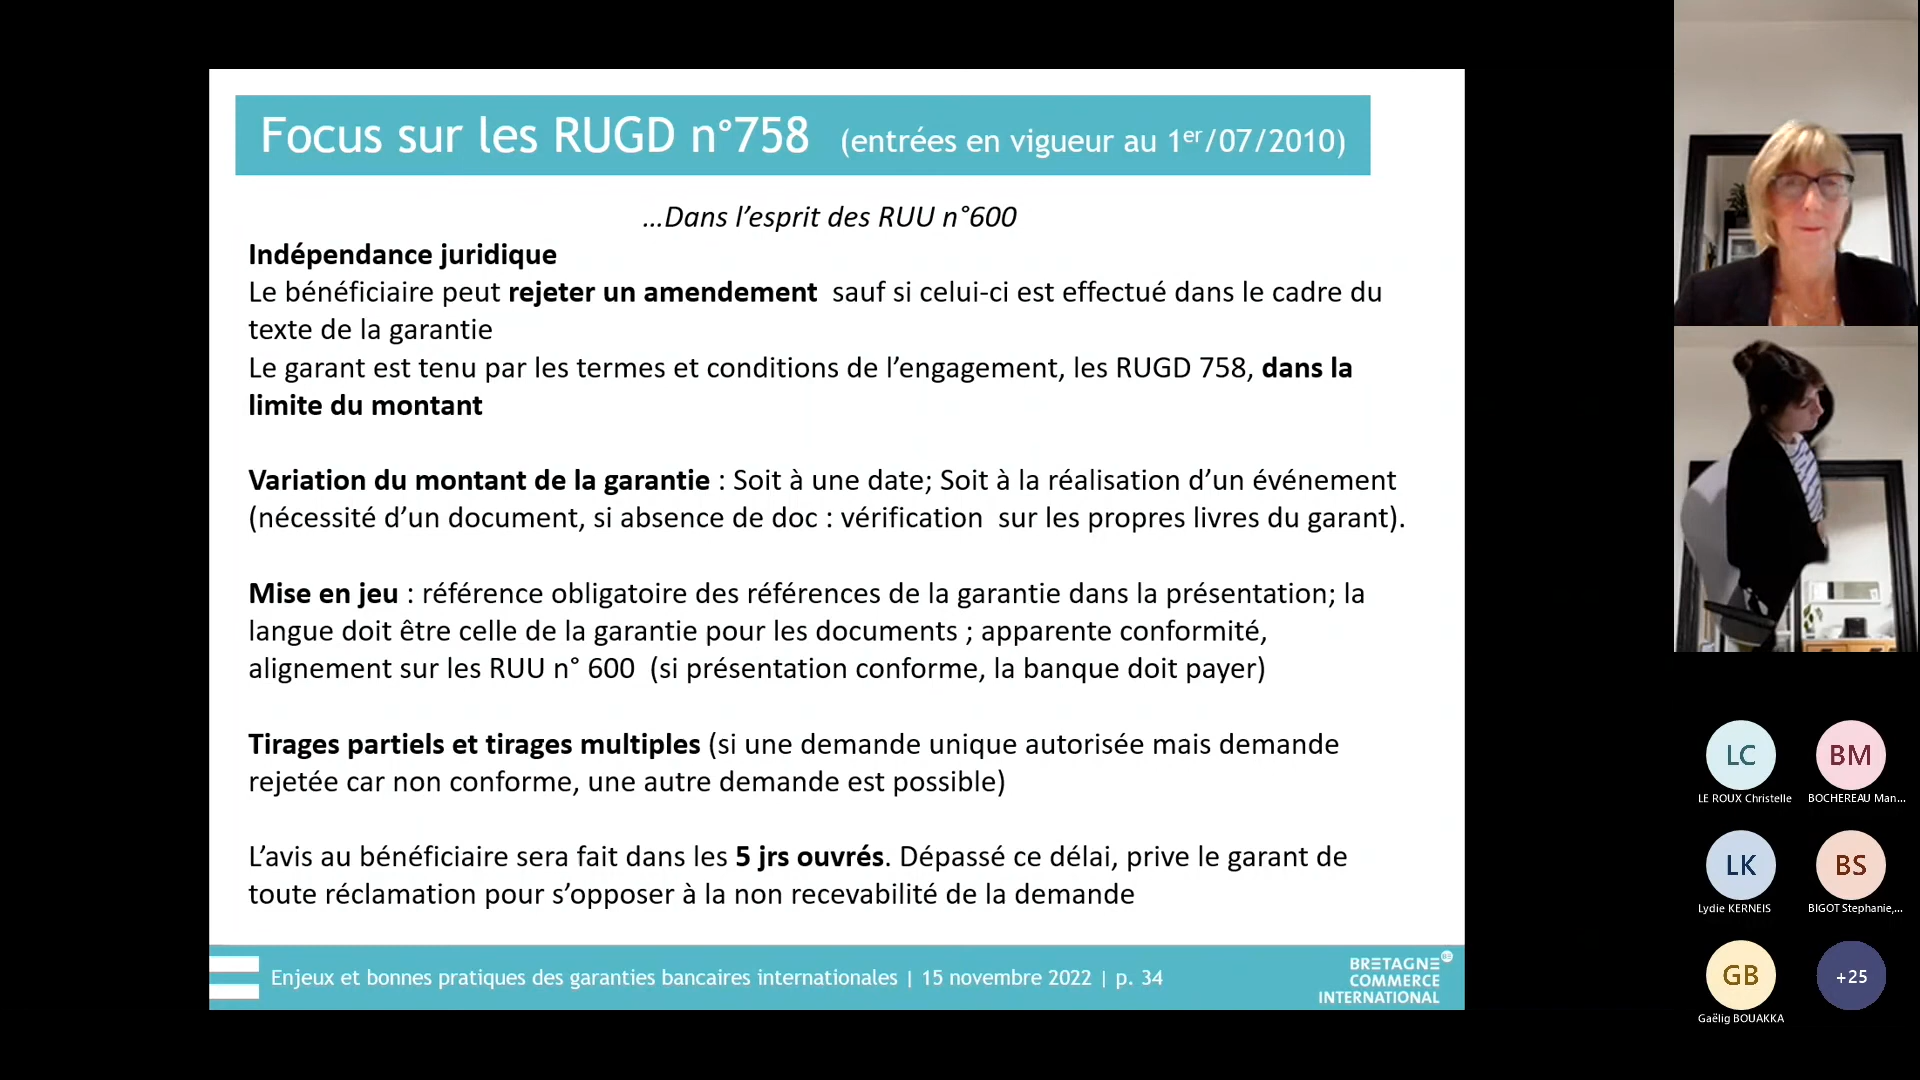 Focus sur les RUGD n°758 (entrées en vigueur au 1er/07/2010)
…Dans l’esprit des RUU n°600
Indépendance juridique
Le bénéficiaire peut rejeter un amendement sauf si celui-ci est effectué dans le cadre du
texte de la garantie
Le garant est tenu par les termes et conditions de l’engagement, les RUGD 758, dans la
limite du montant
Variation du montant de la garantie : Soit à une date; Soit à la réalisation d’un événement
(nécessité d’un document, si absence de doc : vérification sur les propres livres du garant).
Mise en jeu : référence obligatoire des références de la garantie dans la présentation; la
langue doit être celle de la garantie pour les documents ; apparente conformité,
alignement sur les RUU n° 600 (si présentation conforme, la banque doit payer)
Tirages partiels et tirages multiples (si une demande unique autorisée mais demande
rejetée car non conforme, une autre demande est possible)
L’avis au bénéficiaire sera fait dans les 5 jrs ouvrés. Dépassé ce délai, prive le garant de
toute réclamation pour s’opposer à la non recevabilité de la demande
Enjeux et bonnes pratiques des garanties bancaires internationales | 15 novembre 2022 | p. 34
BRETAGNE
COMMERCE
INTERNATIONAL
LC
LE ROUX Christelle
BM
BOCHEREAU Man...
LK
Lydie KERNEIS
BS
BIGOT Stephanie,...
GB
Gaëlig BOUAKKA
+25